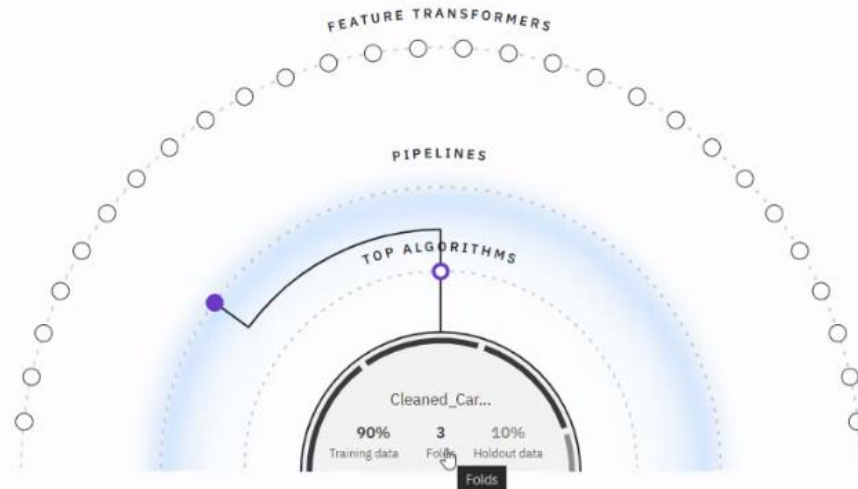 FEATURE TRANSFORMERS
PIPELINES
TOP ALGORITHMS
Cleaned_Car...
90% 3 10%
Training data Folds Holdout data
Folds